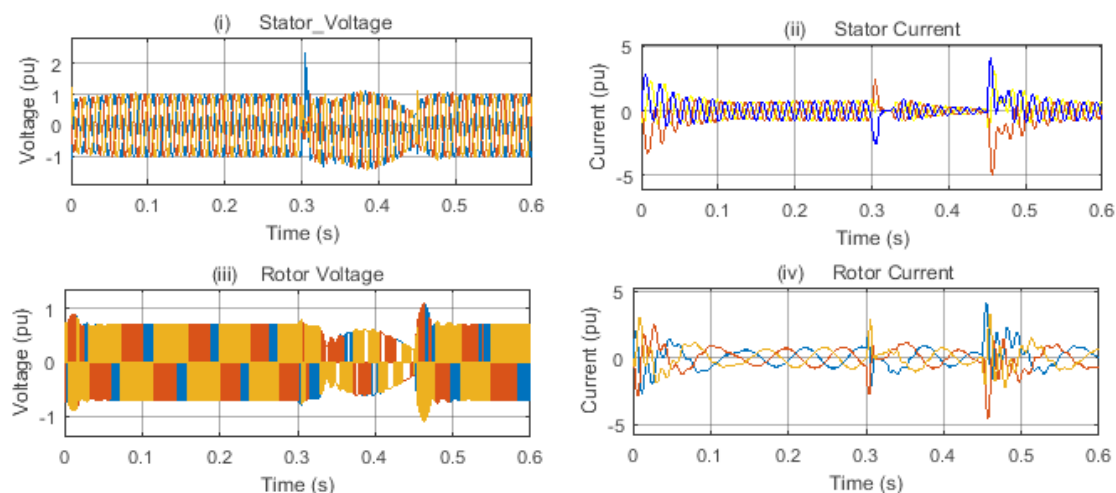 (i) Stator_Voltage
Voltage (pu)
2
1
0
-1
0 0.1 0.2 0.3 0.4 0.5 0.6
Time (s)
(ii) Stator Current
Current (pu)
5
0
-5
0 0.1 0.2 0.3 0.4 0.5 0.6
Time (s)
(iii) Rotor Voltage
Voltage (pu)
1
0
-1
0 0.1 0.2 0.3 0.4 0.5 0.6
Time (s)
(iv) Rotor Current
Current (pu)
5
0
-5
0 0.1 0.2 0.3 0.4 0.5 0.6
Time (s)